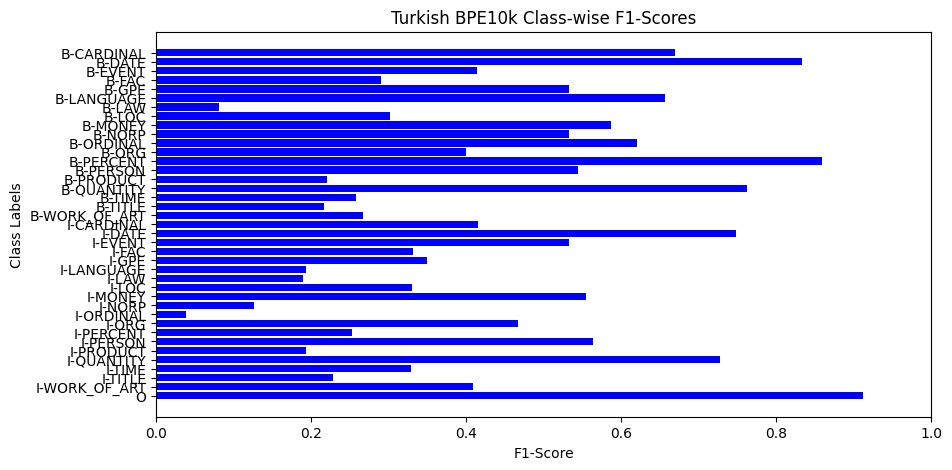 Turkish BPE10k Class-wise F1-Scores
B-CARDINAL
B-DATE
B-EVENT
B-FAC
B-GPE
B-LANGUAGE
B-LAW
B-LOC
B-MONEY
B-NORP
B-ORDINAL
B-ORG
B-PERCENT
B-PERSON
B-PRODUCT
B-QUANTITY
B-TIME
B-TITLE
B-WORK_OF_ART
I-CARDINAL
I-DATE
I-EVENT
I-FAC
I-GPE
I-LANGUAGE
I-LAW
I-LOC
I-MONEY
I-NORP
I-ORDINAL
I-ORG
I-PERCENT
I-PERSON
I-PRODUCT
I-QUANTITY
I-TIME
I-TITLE
I-WORK_OF_ART
O
Class Labels
0.0 0.2 0.4 0.6 0.8 1.0
F1-Score